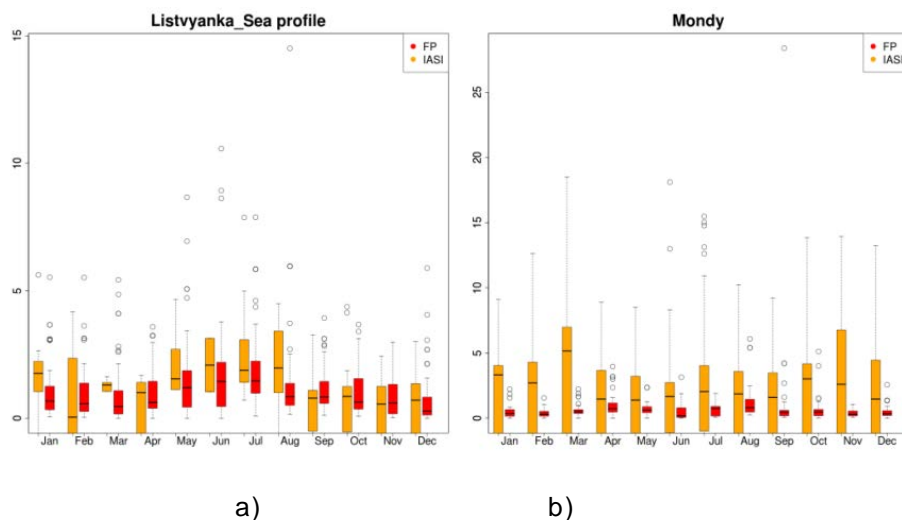 Listvyanka_Sea profile
15
10
5
0
FP
IASI
Jan Feb Mar Apr May Jun Jul Aug Sep Oct Nov Dec
a)
Mondy
25
20
15
10
5
0
FP
IASI
Jan Feb Mar Apr May Jun Jul Aug Sep Oct Nov Dec
b)